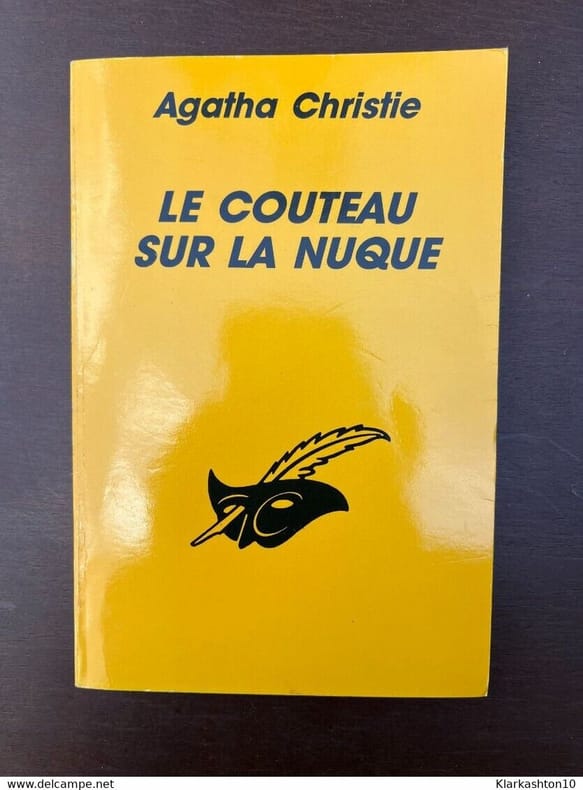 Agatha Christie
LE COUTEAU
SUR LA NUQUE
www.delcampe.net
Klarkashton10